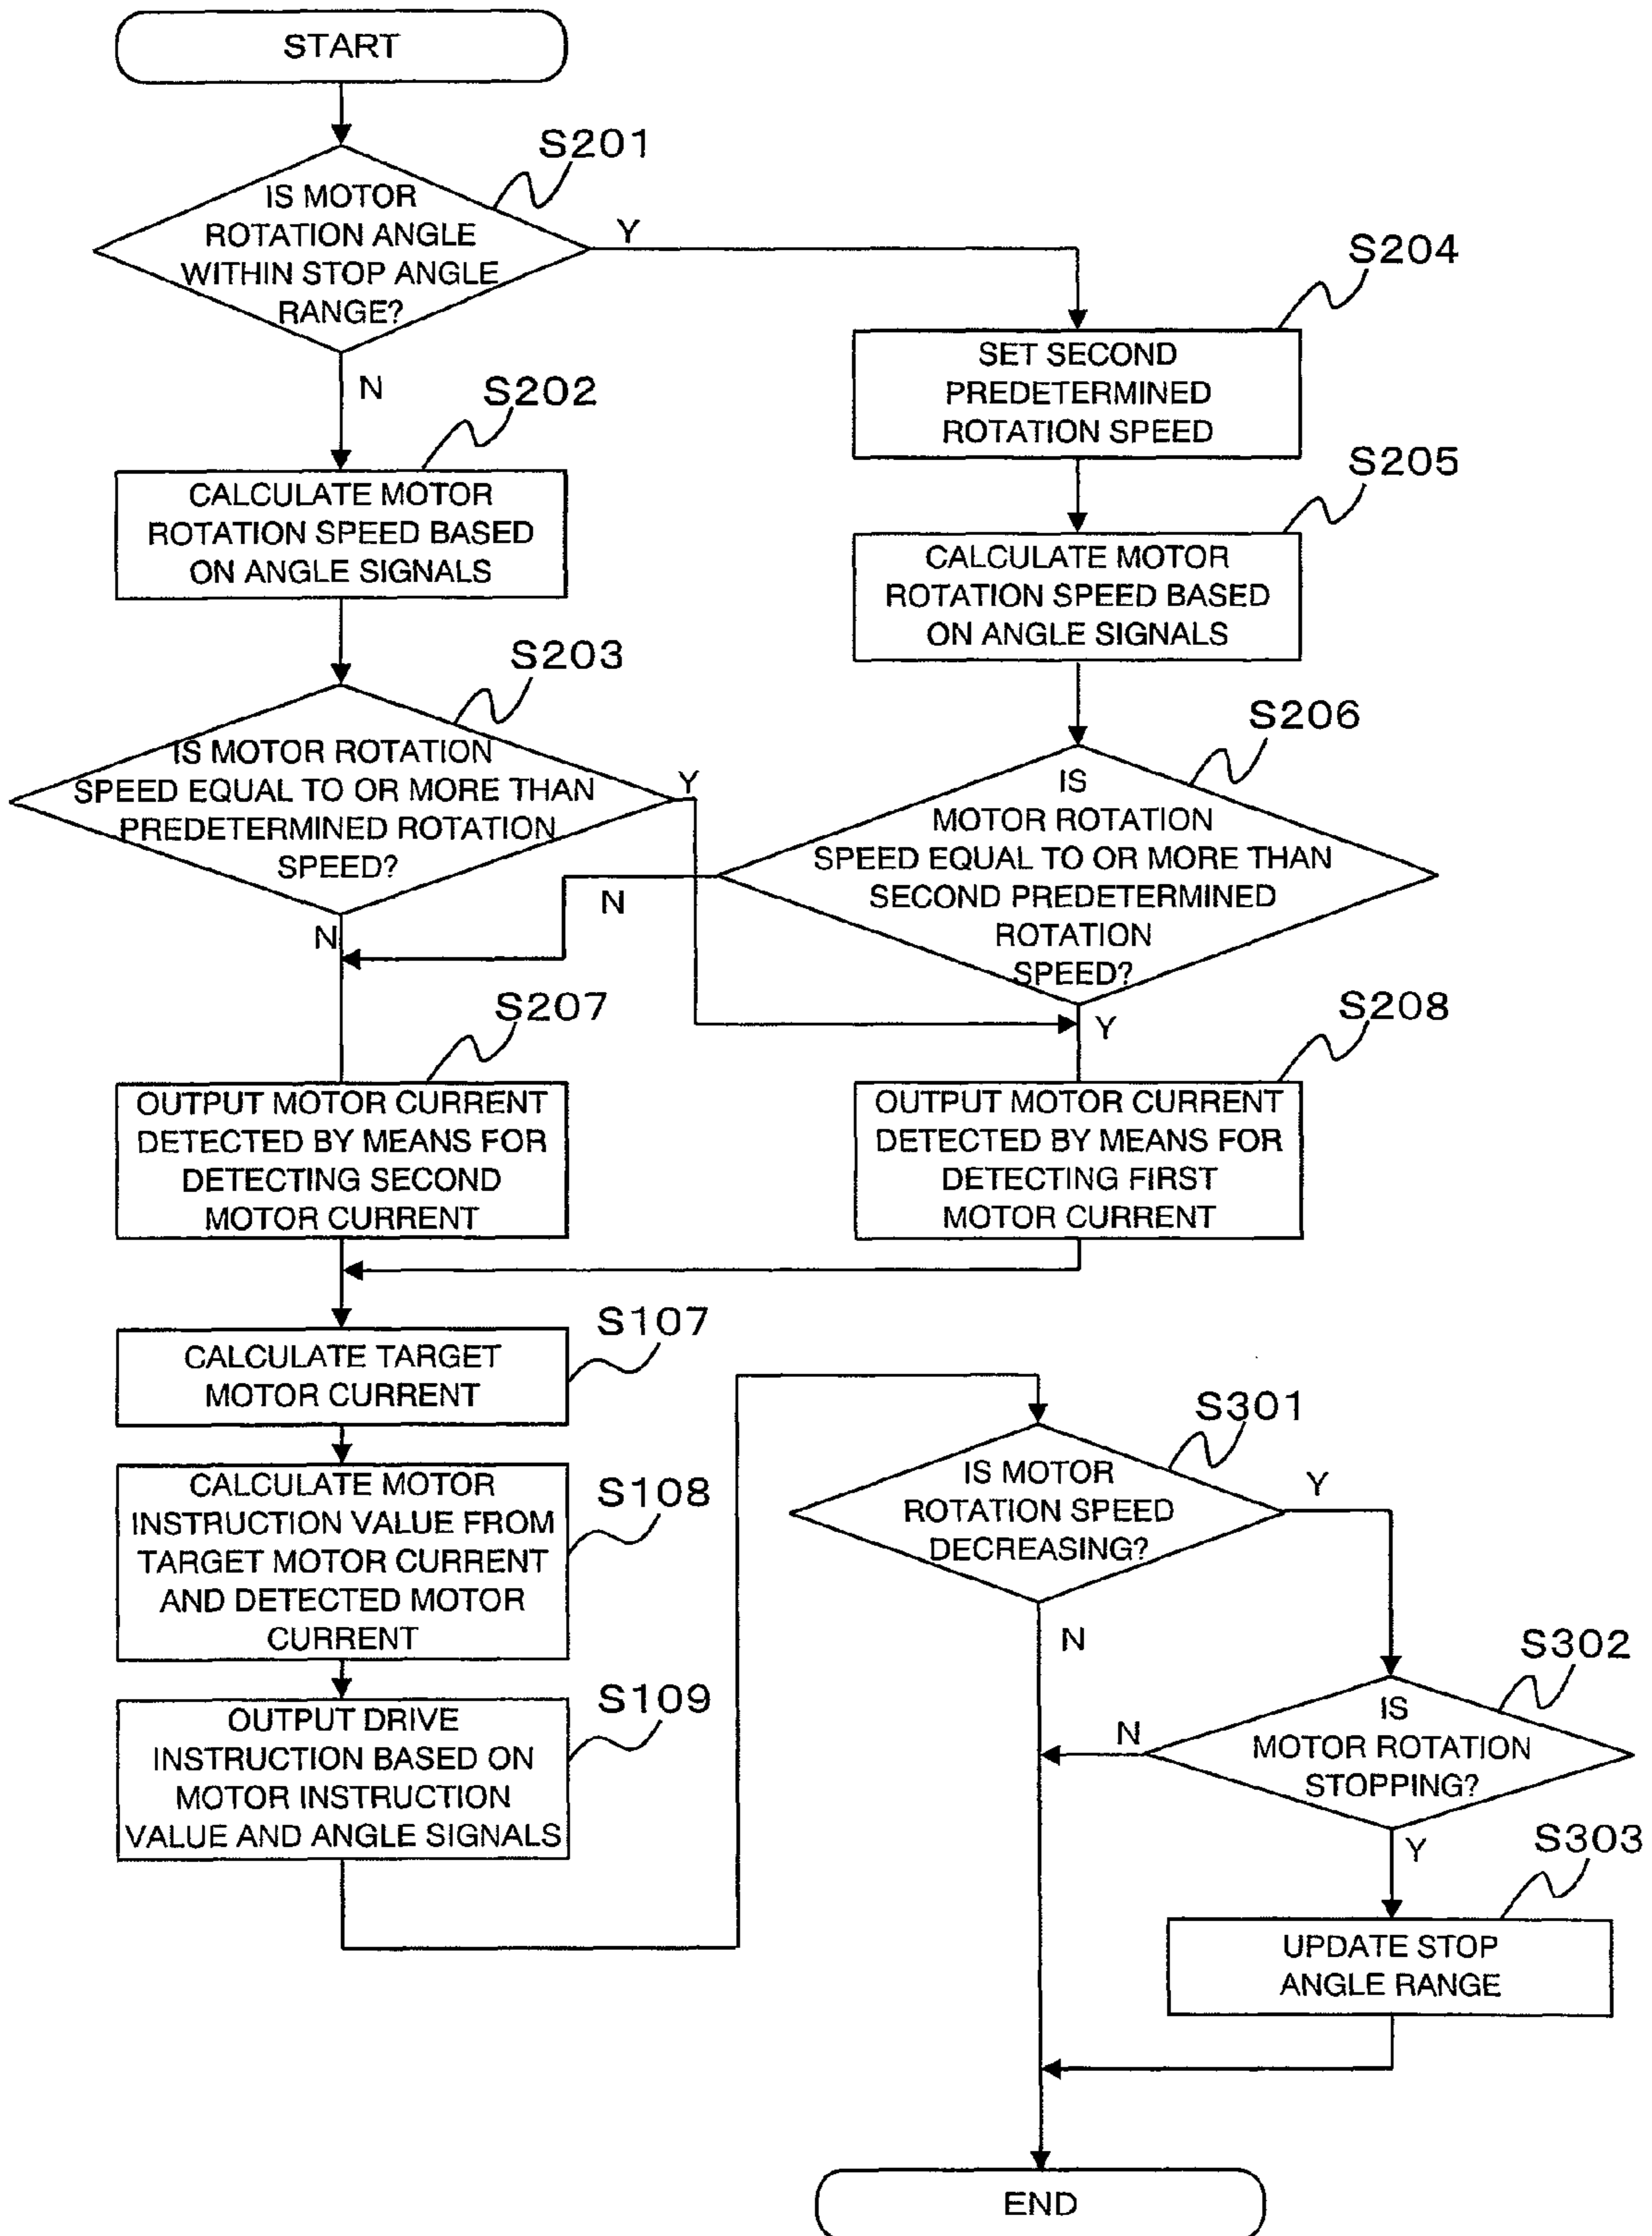 START
S201
IS MOTOR
ROTATION ANGLE
WITHIN STOP ANGLE
RANGE?
Y
N
S204
SET SECOND
PREDETERMINED
ROTATION SPEED
S202
CALCULATE MOTOR
ROTATION SPEED BASED
ON ANGLE SIGNALS
S205
CALCULATE MOTOR
ROTATION SPEED BASED
ON ANGLE SIGNALS
S203
IS MOTOR ROTATION
SPEED EQUAL TO OR MORE THAN
PREDETERMINED ROTATION
SPEED?
Y
N
S206
IS
MOTOR ROTATION
SPEED EQUAL TO OR MORE THAN
SECOND PREDETERMINED
ROTATION
SPEED?
N
Y
S207
OUTPUT MOTOR CURRENT
DETECTED BY MEANS FOR
DETECTING SECOND
MOTOR CURRENT
S208
OUTPUT MOTOR CURRENT
DETECTED BY MEANS FOR
DETECTING FIRST
MOTOR CURRENT
S107
CALCULATE TARGET
MOTOR CURRENT
S108
CALCULATE MOTOR
INSTRUCTION VALUE FROM
TARGET MOTOR CURRENT
AND DETECTED MOTOR
CURRENT
S109
OUTPUT DRIVE
INSTRUCTION BASED ON
MOTOR INSTRUCTION
VALUE AND ANGLE SIGNALS
S301
IS MOTOR
ROTATION SPEED
DECREASING?
Y
N
S302
IS
MOTOR ROTATION
STOPPING?
N
Y
S303
UPDATE STOP
ANGLE RANGE
END